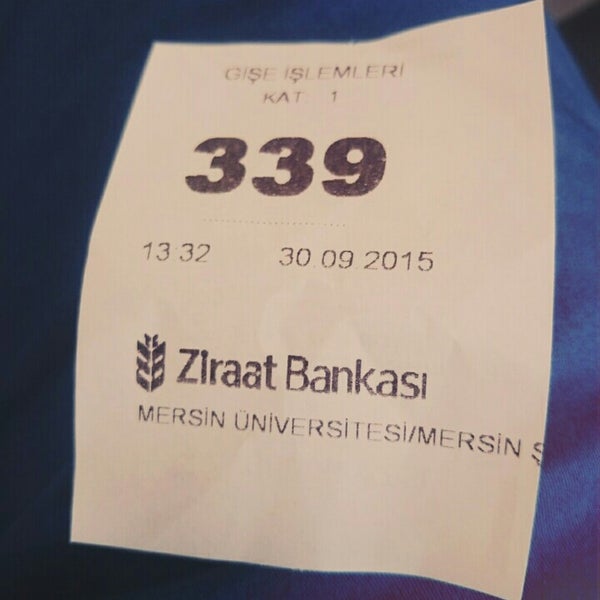 GİŞE İŞLEMLERİ
KAT: 1
339
13:32 30.09.2015
Ziraat Bankası
MERSİN ÜNİVERSİTESİ/MERSİN Ş